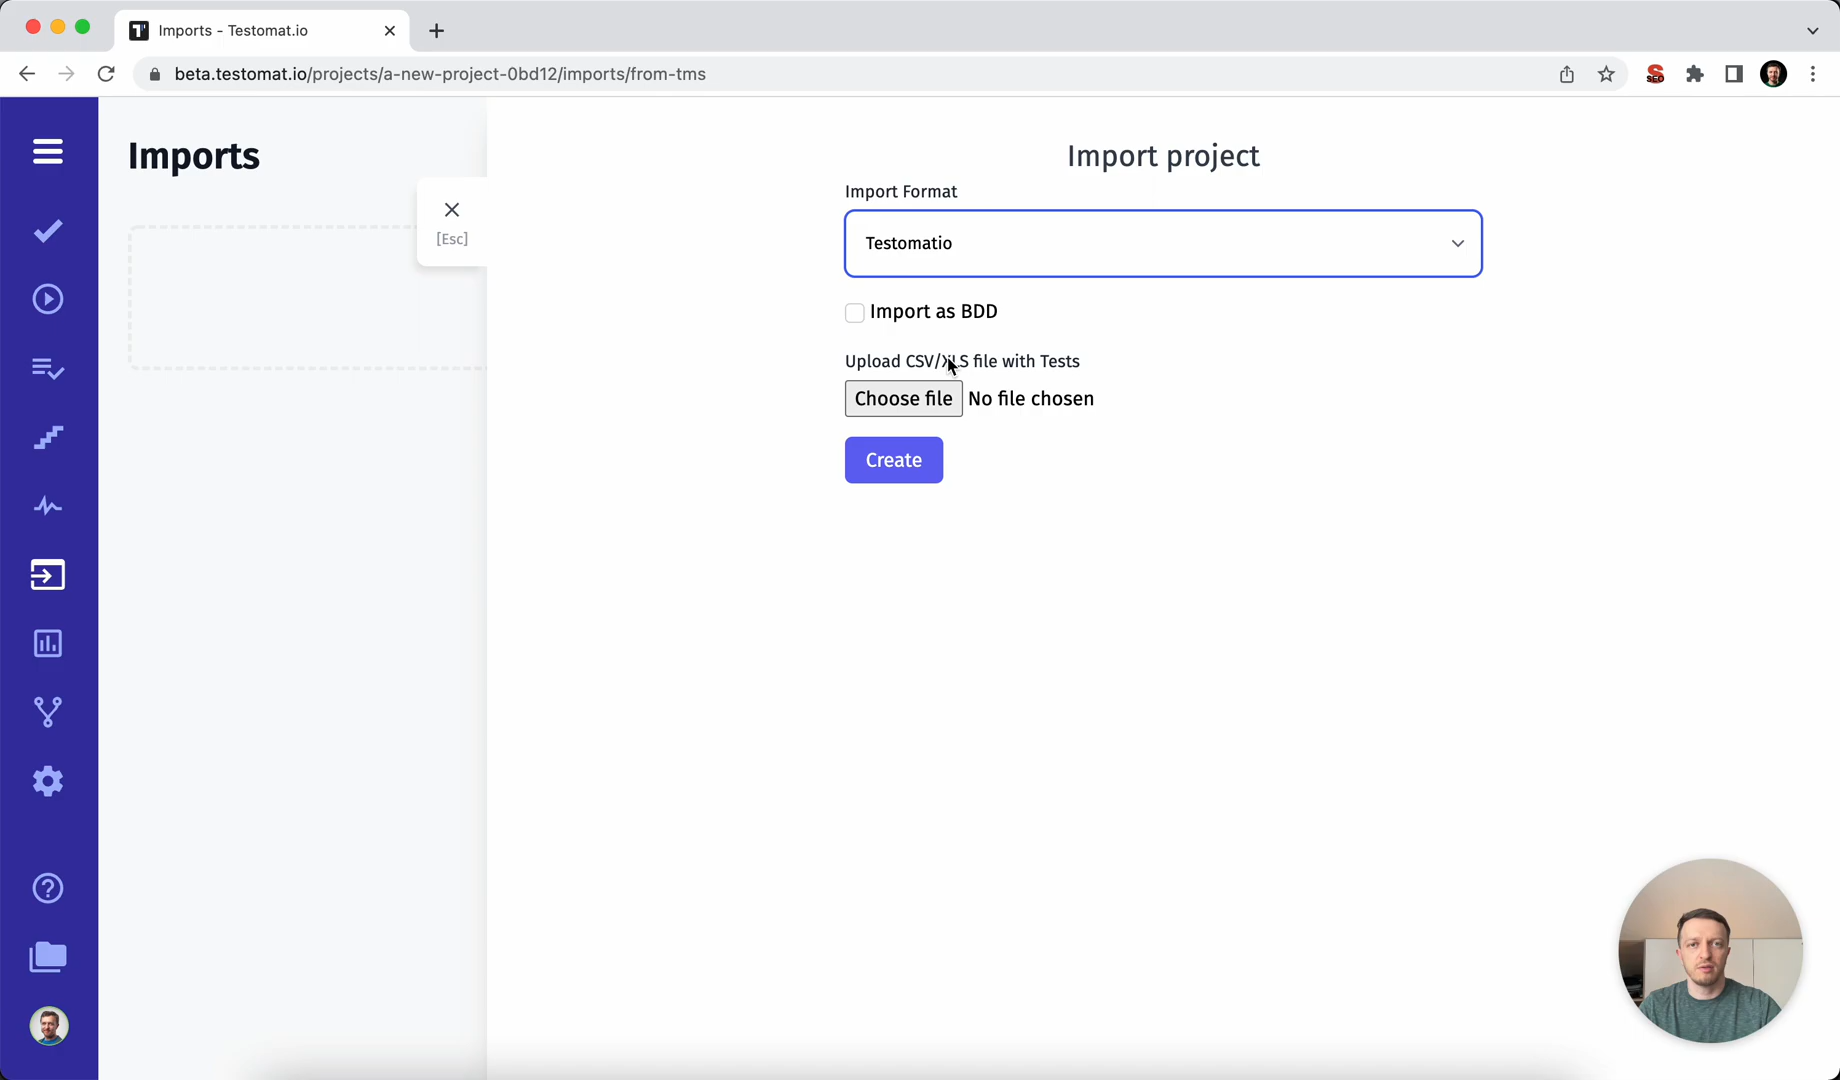 Imports - Testomat.io
beta.testomat.io/projects/a-new-project-0bd12/imports/from-tms
SEO
Imports
[Esc]
Import project
Import Format
Testomatio
Import as BDD
Upload CSV/XLS file with Tests
Choose file No file chosen
Create